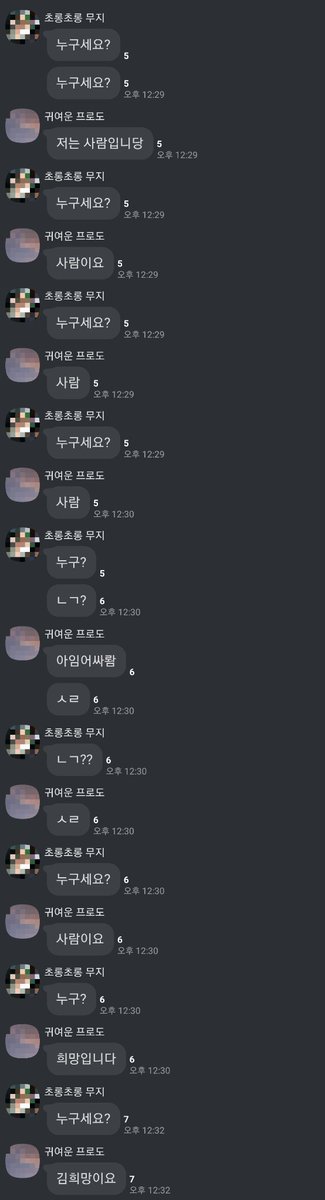 초롱초롱 무지
누구세요?
5
누구세요?
5
오후 12:29
귀여운 프로도
저는 사람입니당
5
오후 12:29
초롱초롱 무지
누구세요?
5
오후 12:29
귀여운 프로도
사람이요
5
오후 12:29
초롱초롱 무지
누구세요?
5
오후 12:29
귀여운 프로도
사람
5
오후 12:29
초롱초롱 무지
누구세요?
5
오후 12:29
귀여운 프로도
사람
5
오후 12:30
초롱초롱 무지
누구?
5
ㄴㄱ?
6
오후 12:30
귀여운 프로도
아임어싸뢈
6
ㅅㄹ
6
오후 12:30
초롱초롱 무지
ㄴㄱ??
6
오후 12:30
귀여운 프로도
ㅅㄹ
6
오후 12:30
초롱초롱 무지
누구세요?
6
오후 12:30
귀여운 프로도
사람이요
6
오후 12:30
초롱초롱 무지
누구?
6
오후 12:30
귀여운 프로도
희망입니다
6
오후 12:30
초롱초롱 무지
누구세요?
7
오후 12:32
귀여운 프로도
김희망이요
7
오후 12:32